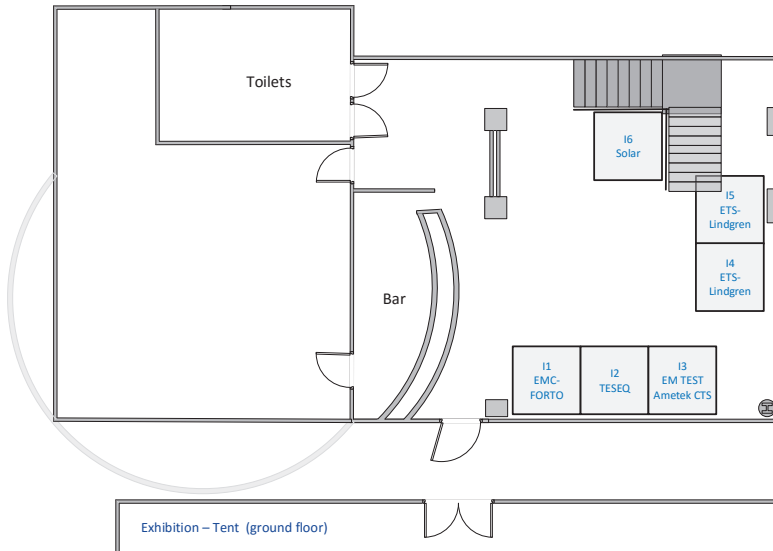 Toilets
I6
Solar
I5
ETS-
Lindgren
I4
ETS-
Lindgren
Bar
I1
EMC-
FORTO
I2
TESEQ
I3
EM TEST
Ametek CTS
Exhibition – Tent (ground floor)